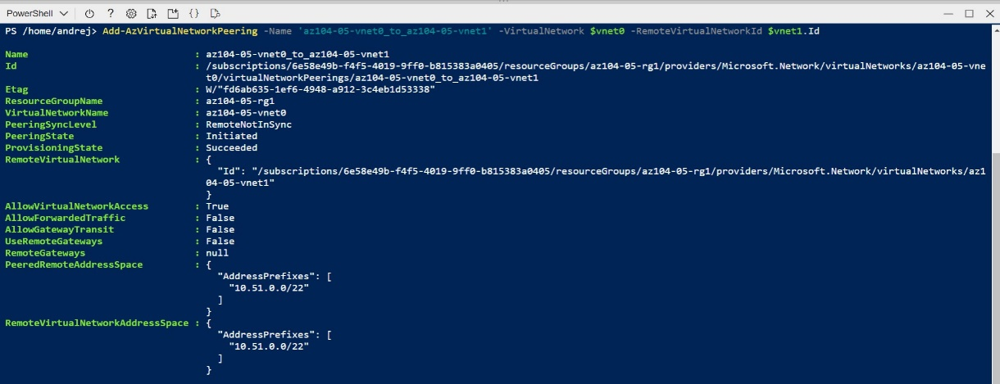 PowerShell
PS /home/andrej> Add-AzVirtualNetworkPeering -Name 'az104-05-vnet0_to_az104-05-vnet1' -VirtualNetwork $vnet0 -RemoteVirtualNetworkId $vnet1.Id
Name : az104-05-vnet0_to_az104-05-vnet1
Id : /subscriptions/6e58e49b-f4f5-4019-9ff0-b815383a0405/resourceGroups/az104-05-rg1/providers/Microsoft.Network/virtualNetworks/az104-05-vne
t0/virtualNetworkPeerings/az104-05-vnet0_to_az104-05-vnet1
Etag : W/"fd6ab635-1ef6-4948-a912-3c4eb1d53338"
ResourceGroupName : az104-05-rg1
VirtualNetworkName : az104-05-vnet0
PeeringSyncLevel : RemoteNotInSync
PeeringState : Initiated
ProvisioningState : Succeeded
RemoteVirtualNetwork : {
"Id": "/subscriptions/6e58e49b-f4f5-4019-9ff0-b815383a0405/resourceGroups/az104-05-rg1/providers/Microsoft.Network/virtualNetworks/az1
04-05-vnet1"
}
AllowVirtualNetworkAccess : True
AllowForwardedTraffic : False
AllowGatewayTransit : False
UseRemoteGateways : False
RemoteGateways : null
PeeredRemoteAddressSpace : {
"AddressPrefixes": [
"10.51.0.0/22"
]
}
RemoteVirtualNetworkAddressSpace : {
"AddressPrefixes": [
"10.51.0.0/22"
]
}